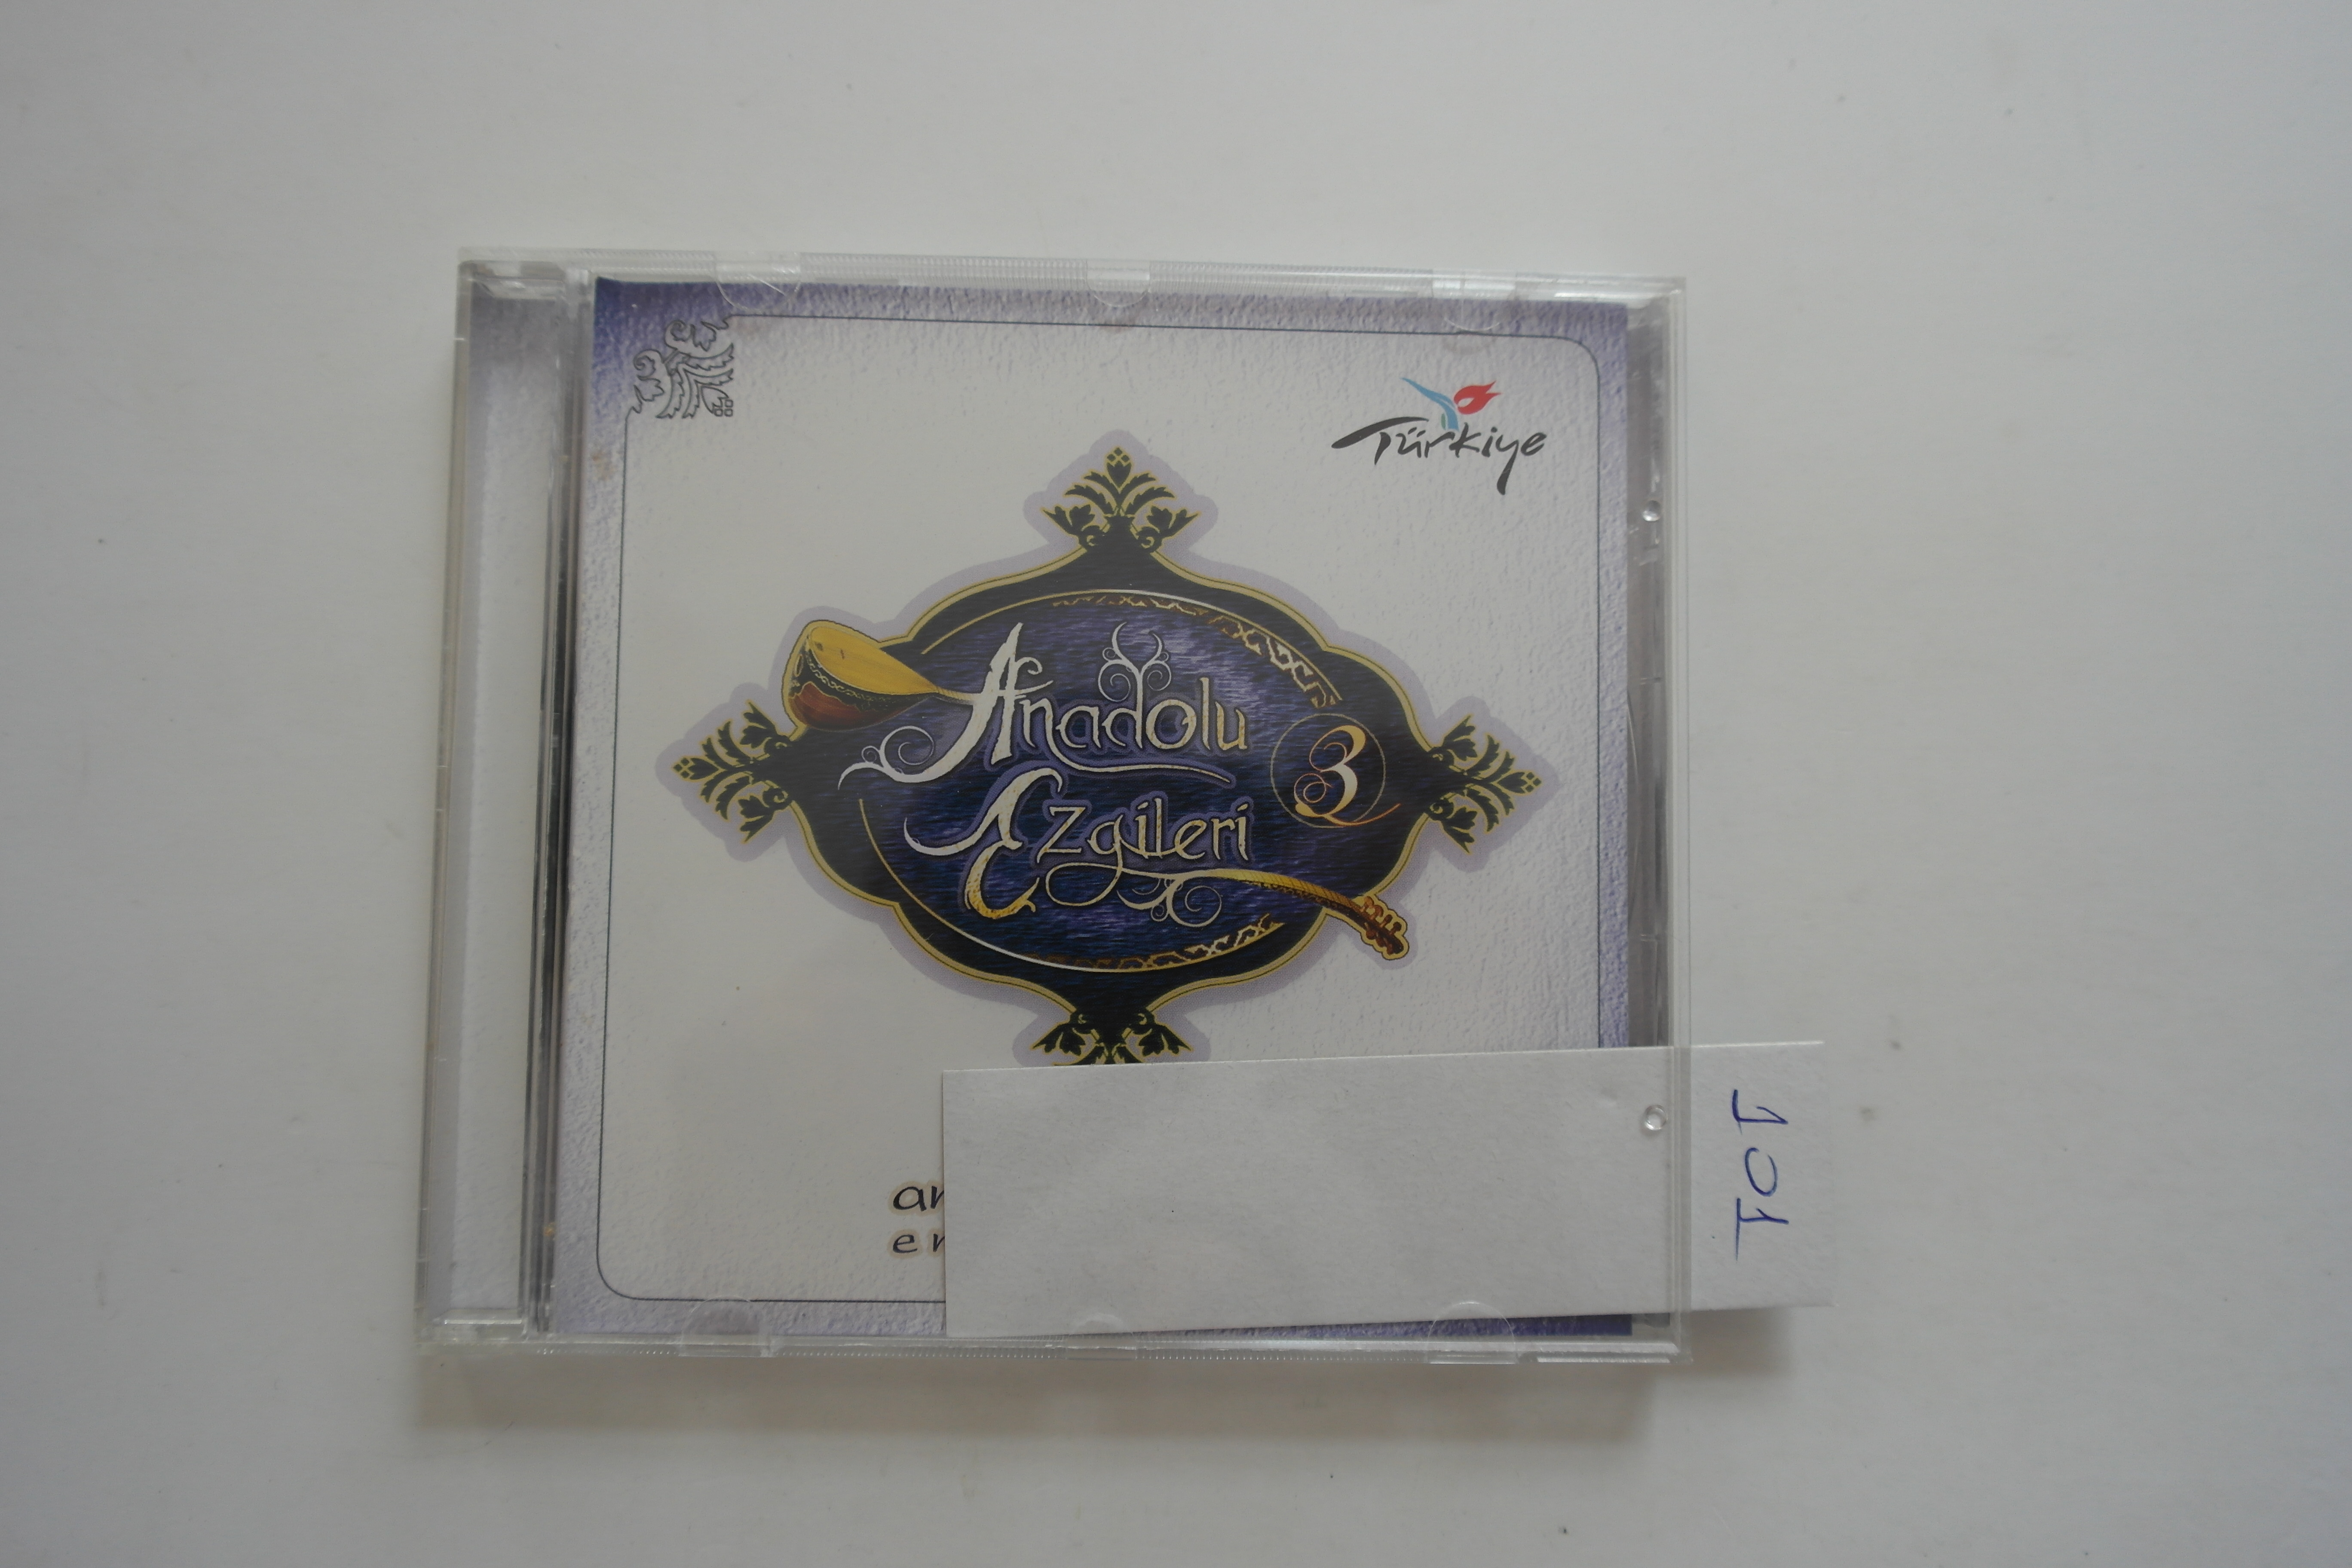 Türkiye
Anadolu
Ezgileri
3
101